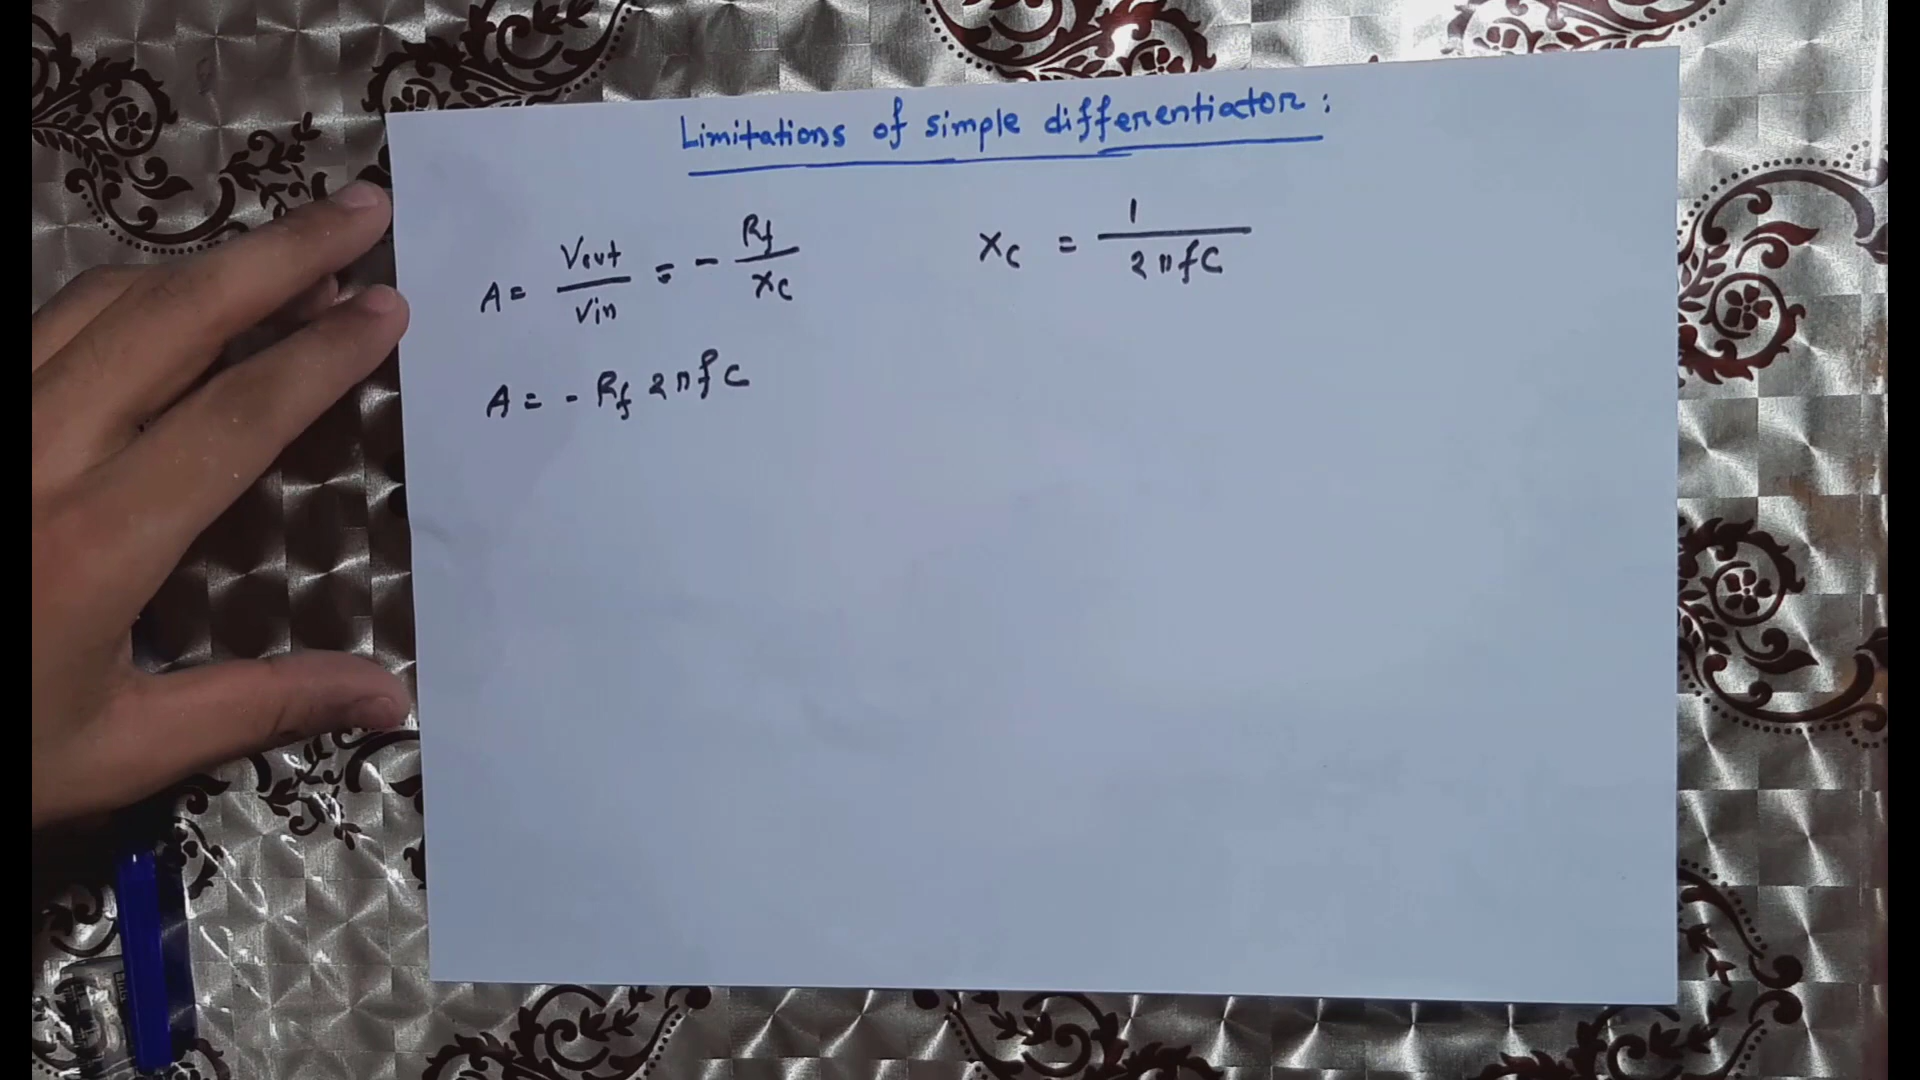 Limitations of simple differentiator:
A = Vout / Vin = - Rf / Xc
Xc = 1 / 2πfC
A = - Rf 2πfC